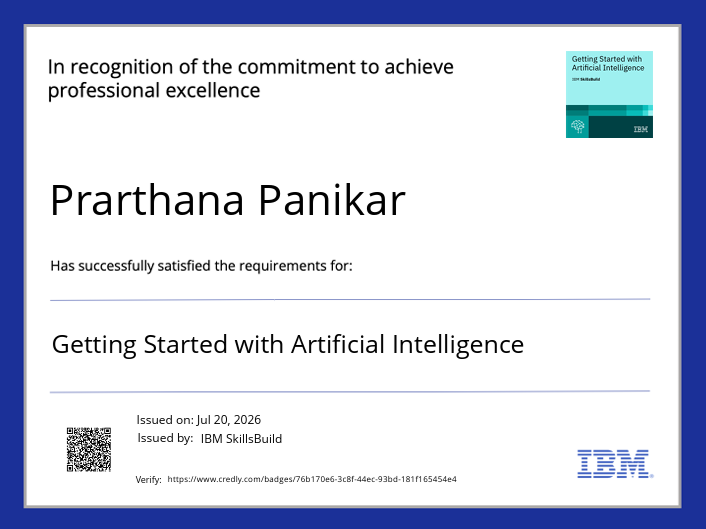 In recognition of the commitment to achieve
professional excellence
Getting Started with
Artificial Intelligence
IBM SkillsBuild
IBM
Prarthana Panikar
Has successfully satisfied the requirements for:
Getting Started with Artificial Intelligence
Issued on: Jul 20, 2026
Issued by: IBM SkillsBuild
Verify: https://www.credly.com/badges/76b170e6-3c8f-44ec-93bd-181f165454e4
IBM